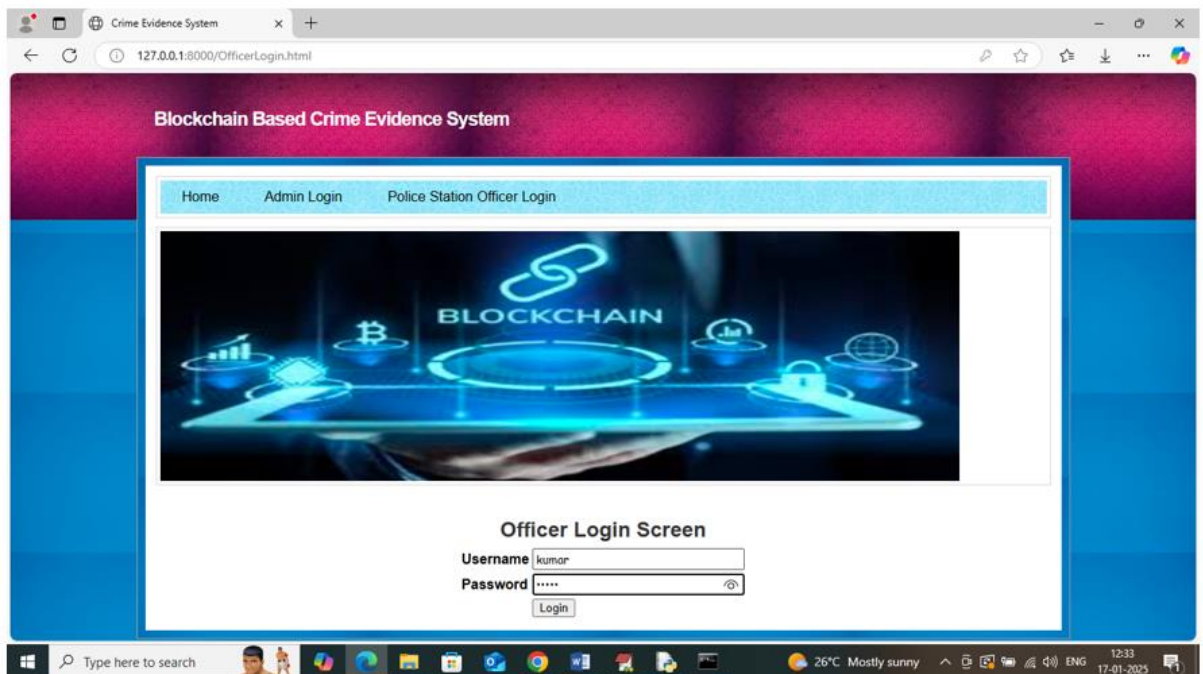 Crime Evidence System
127.0.0.1:8000/OfficerLogin.html
Blockchain Based Crime Evidence System
Home Admin Login Police Station Officer Login
BLOCKCHAIN
Officer Login Screen
Username kumar
Password •••••
Login
Type here to search 26°C Mostly sunny ENG 12:33
17-01-2025